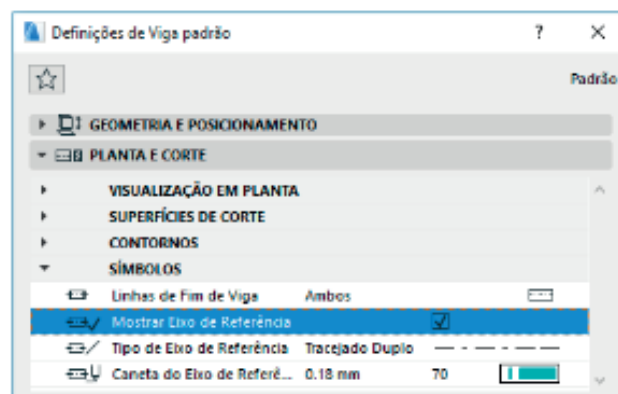 Definições de Viga padrão ? ×
Padrão
GEOMETRIA E POSICIONAMENTO
PLANTA E CORTE
VISUALIZAÇÃO EM PLANTA
SUPERFÍCIES DE CORTE
CONTORNOS
SÍMBOLOS
Linhas de Fim de Viga Ambos
Mostrar Eixo de Referência
Tipo de Eixo de Referência Tracejado Duplo
Caneta do Eixo de Referê... 0.18 mm 70